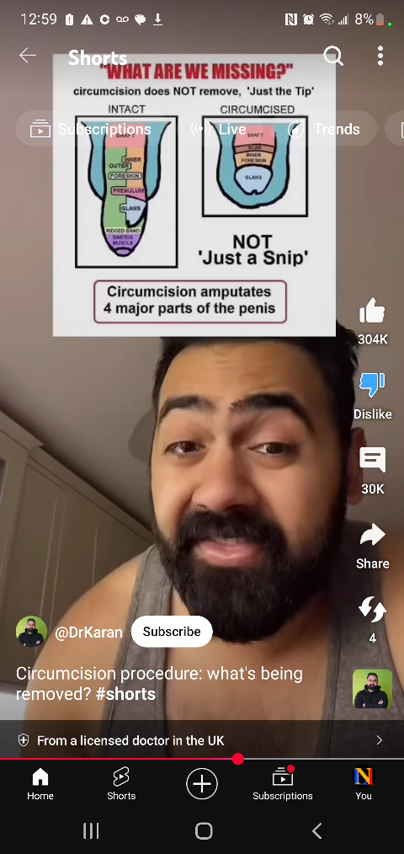 12:59
8%
Shorts
"WHAT ARE WE MISSING?"
circumcision does NOT remove, 'Just the Tip'
INTACT
CIRCUMCISED
Subscriptions
Live
Trends
SHAFT
INNER
OUTER
FORESKIN
FRENULUM
GLANS
RIDGED BAND
DARTOS
MUSCLE
SHAFT
SCAR
INNER
FORESKIN
GLANS
NOT
'Just a Snip'
Circumcision amputates
4 major parts of the penis
304K
Dislike
30K
Share
4
@DrKaran
Subscribe
Circumcision procedure: what's being
removed? #shorts
From a licensed doctor in the UK
Home
Shorts
Subscriptions
You